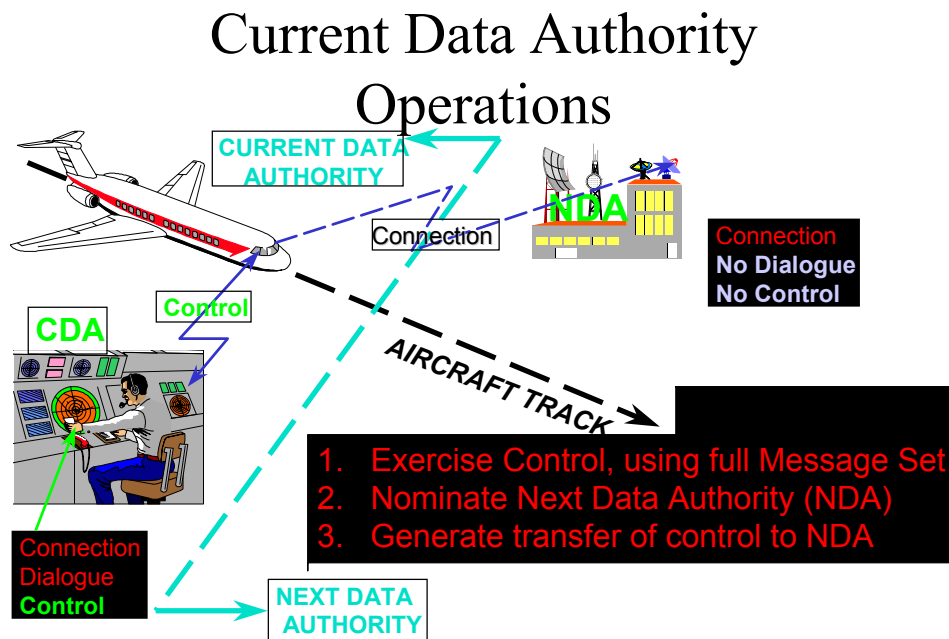 Current Data Authority
Operations
CURRENT DATA
AUTHORITY
NDA
Connection
Connection
No Dialogue
No Control
Control
CDA
AIRCRAFT TRACK
1. Exercise Control, using full Message Set
2. Nominate Next Data Authority (NDA)
3. Generate transfer of control to NDA
Connection
Dialogue
Control
NEXT DATA
AUTHORITY